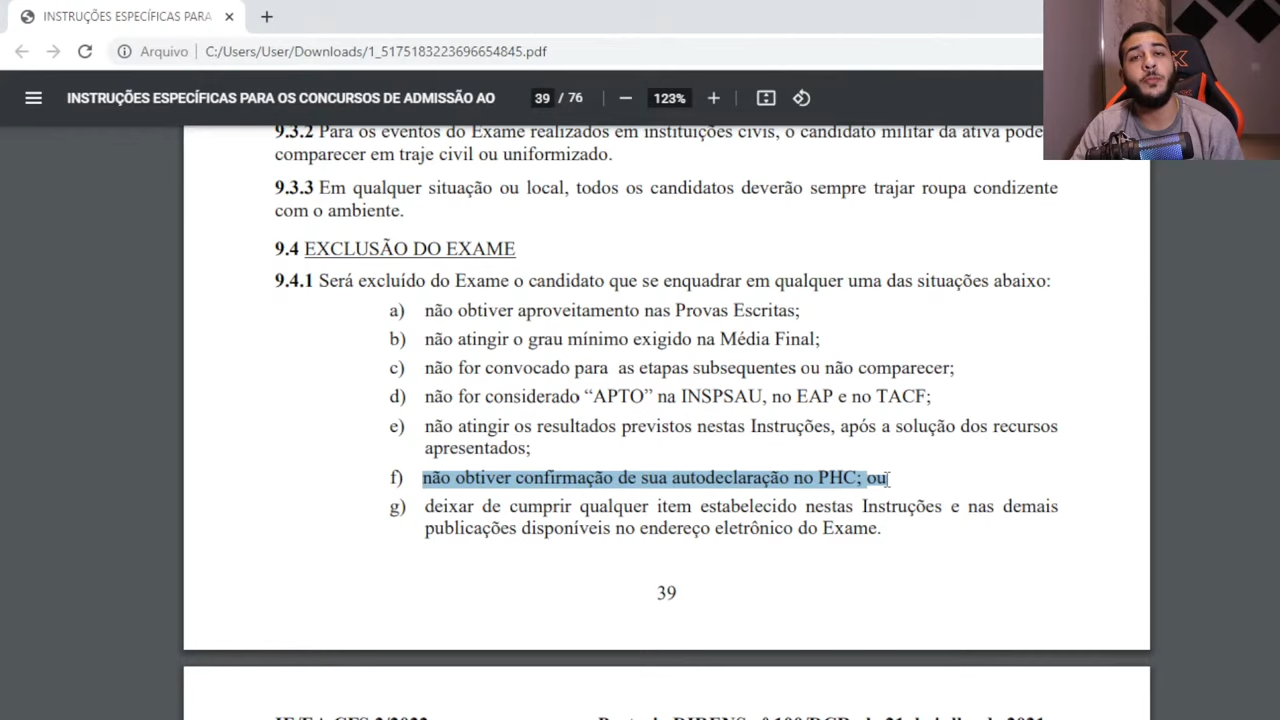 INSTRUÇÕES ESPECÍFICAS PARA
Arquivo C:/Users/User/Downloads/1_5175183223696654845.pdf
INSTRUÇÕES ESPECÍFICAS PARA OS CONCURSOS DE ADMISSÃO AO 39 / 76 123%
9.3.2 Para os eventos do Exame realizados em instituições civis, o candidato militar da ativa
comparecer em traje civil ou uniformizado.
9.3.3 Em qualquer situação ou local, todos os candidatos deverão sempre trajar roupa condizente
com o ambiente.
9.4 EXCLUSÃO DO EXAME
9.4.1 Será excluído do Exame o candidato que se enquadrar em qualquer uma das situações abaixo:
a) não obtiver aproveitamento nas Provas Escritas;
b) não atingir o grau mínimo exigido na Média Final;
c) não for convocado para as etapas subsequentes ou não comparecer;
d) não for considerado “APTO” na INSPSAU, no EAP e no TACF;
e) não atingir os resultados previstos nestas Instruções, após a solução dos recursos
apresentados;
f) não obtiver confirmação de sua autodeclaração no PHC; ou
g) deixar de cumprir qualquer item estabelecido nestas Instruções e nas demais
publicações disponíveis no endereço eletrônico do Exame.
39